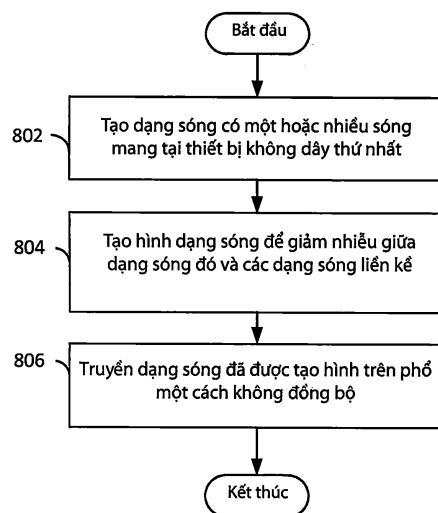 Bắt đầu
802
Tạo dạng sóng có một hoặc nhiều sóng
mang tại thiết bị không dây thứ nhất
804
Tạo hình dạng sóng để giảm nhiễu giữa
dạng sóng đó và các dạng sóng liền kề
806
Truyền dạng sóng đã được tạo hình trên phổ
một cách không đồng bộ
Kết thúc